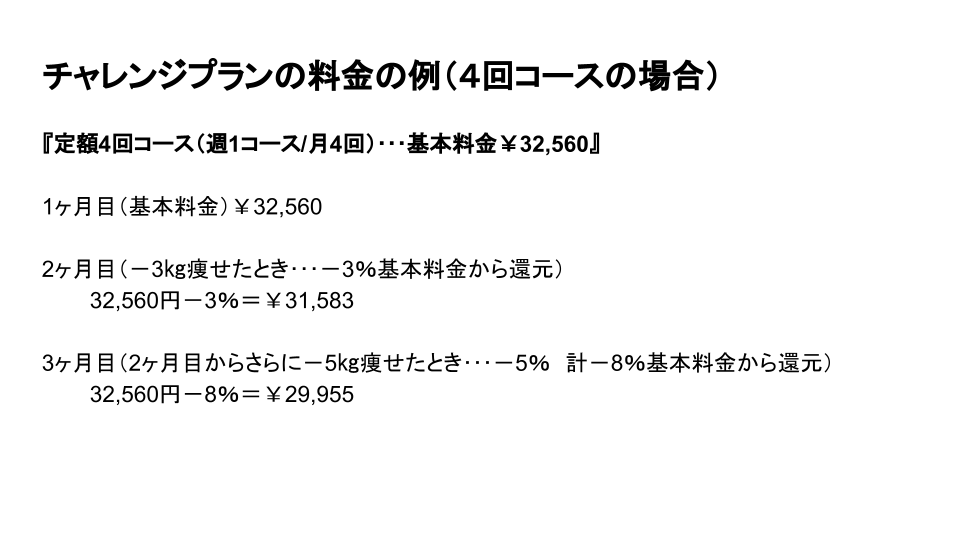 チャレンジプランの料金の例（４回コースの場合）
『定額4回コース（週1コース/月4回）･･･基本料金￥32,560』
1ヶ月目（基本料金）￥32,560
2ヶ月目（－3㎏痩せたとき･･･－3％基本料金から還元）
32,560円－3％＝￥31,583
3ヶ月目（2ヶ月目からさらに－5㎏痩せたとき･･･－5％　計－8％基本料金から還元）
32,560円－8％＝￥29,955